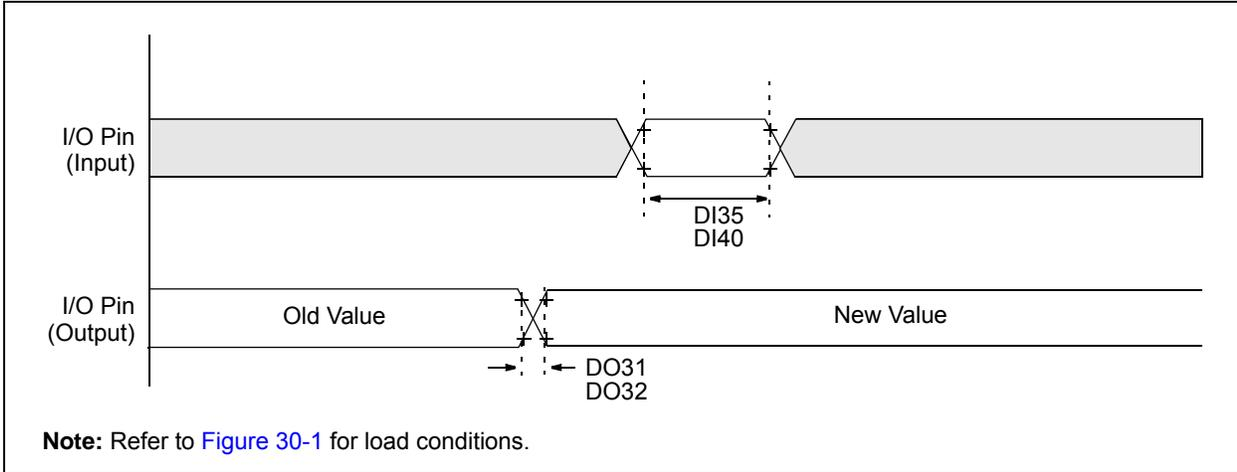 I/O Pin
(Input)
DI35
DI40
I/O Pin
(Output)
Old Value
New Value
DO31
DO32
Note: Refer to Figure 30-1 for load conditions.